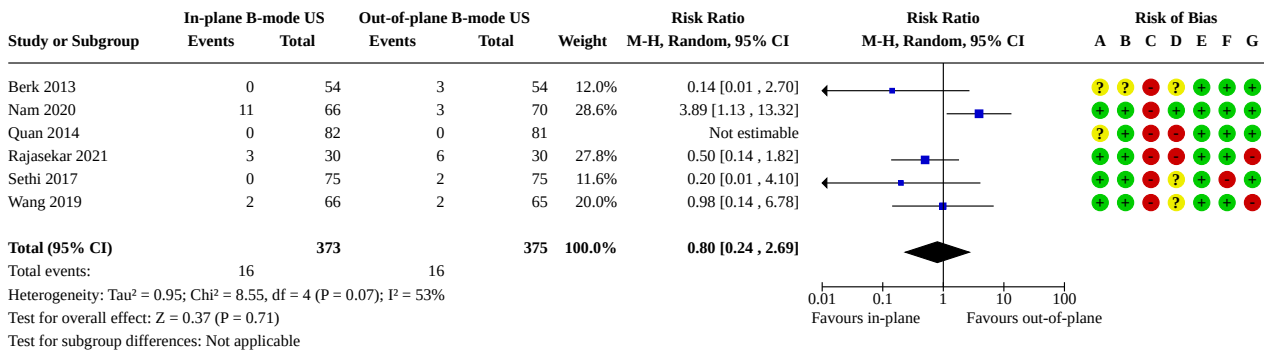 In-plane B-mode US Out-of-plane B-mode US Risk Ratio Risk Ratio Risk of Bias
Study or Subgroup Events Total Events Total Weight M-H, Random, 95% CI M-H, Random, 95% CI A B C D E F G
Berk 2013 0 54 3 54 12.0% 0.14 [0.01 , 2.70] ? ? - ? + + +
Nam 2020 11 66 3 70 28.6% 3.89 [1.13 , 13.32] + + - + + + +
Quan 2014 0 82 0 81 Not estimable ? + - - + + +
Rajasekar 2021 3 30 6 30 27.8% 0.50 [0.14 , 1.82] + + - - + + -
Sethi 2017 0 75 2 75 11.6% 0.20 [0.01 , 4.10] + + - ? + - +
Wang 2019 2 66 2 65 20.0% 0.98 [0.14 , 6.78] + + - ? + + -
Total (95% CI) 373 375 100.0% 0.80 [0.24 , 2.69]
Total events: 16 16
Heterogeneity: Tau² = 0.95; Chi² = 8.55, df = 4 (P = 0.07); I² = 53%
0.01 0.1 1 10 100
Test for overall effect: Z = 0.37 (P = 0.71)
Favours in-plane Favours out-of-plane
Test for subgroup differences: Not applicable